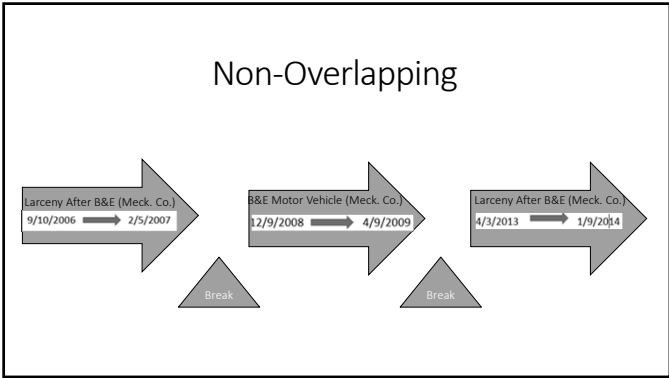 Non-Overlapping
Larceny After B&E (Meck. Co.)
9/10/2006 2/5/2007
B&E Motor Vehicle (Meck. Co.)
12/9/2008 4/9/2009
Larceny After B&E (Meck. Co.)
4/3/2013 1/9/2014
Break
Break